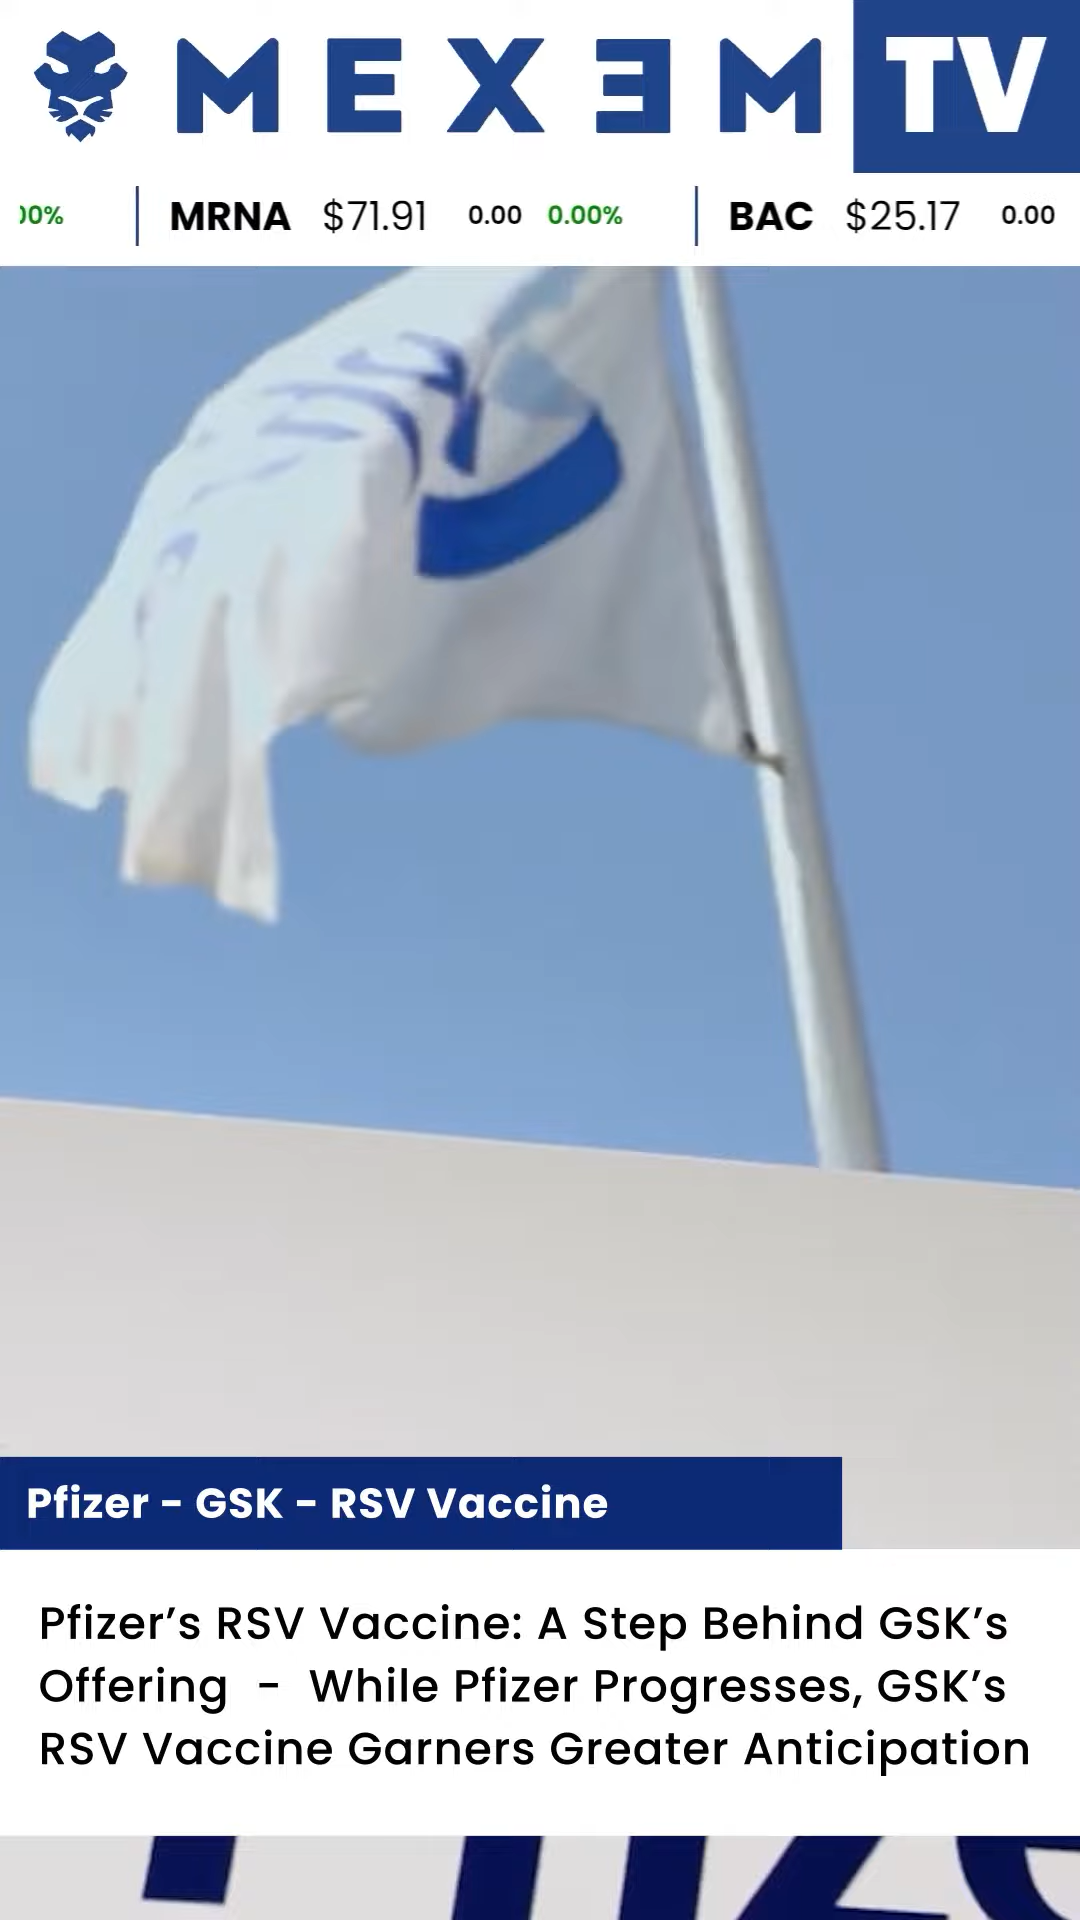 MEXEM TV
00% MRNA $71.91 0.00 0.00% BAC $25.17 0.00
Pfizer - GSK - RSV Vaccine
Pfizer’s RSV Vaccine: A Step Behind GSK’s
Offering - While Pfizer Progresses, GSK’s
RSV Vaccine Garners Greater Anticipation